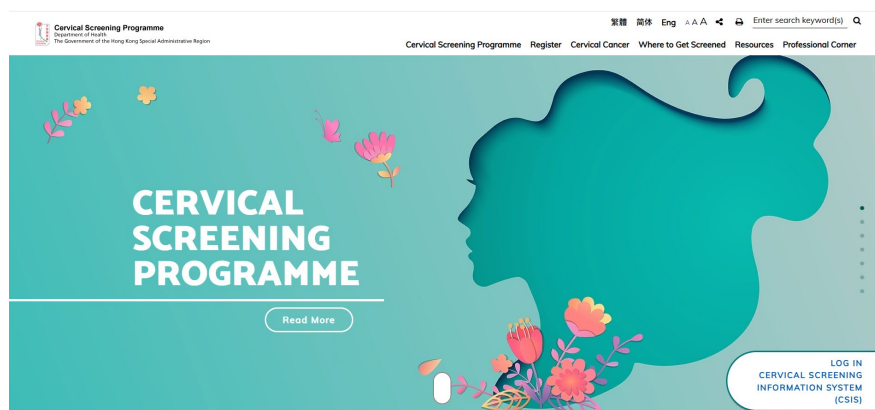 Cervical Screening Programme
Department of Health
The Government of the Hong Kong Special Administrative Region
繁體 简体 Eng A A A Enter search keyword(s)
Cervical Screening Programme Register Cervical Cancer Where to Get Screened Resources Professional Corner
CERVICAL
SCREENING
PROGRAMME
Read More
LOG IN
CERVICAL SCREENING
INFORMATION SYSTEM
(CSIS)